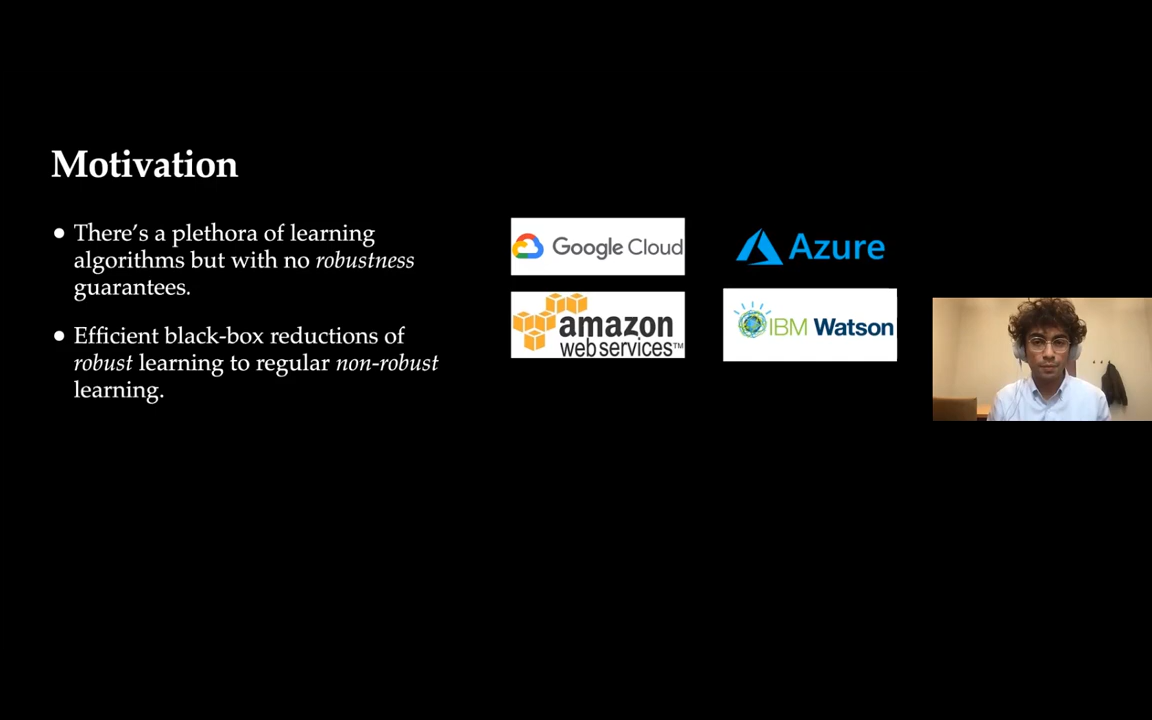 Motivation
• There's a plethora of learning
algorithms but with no robustness
guarantees.
• Efficient black-box reductions of
robust learning to regular non-robust
learning.
Google Cloud
Azure
amazon
web services™
IBM Watson